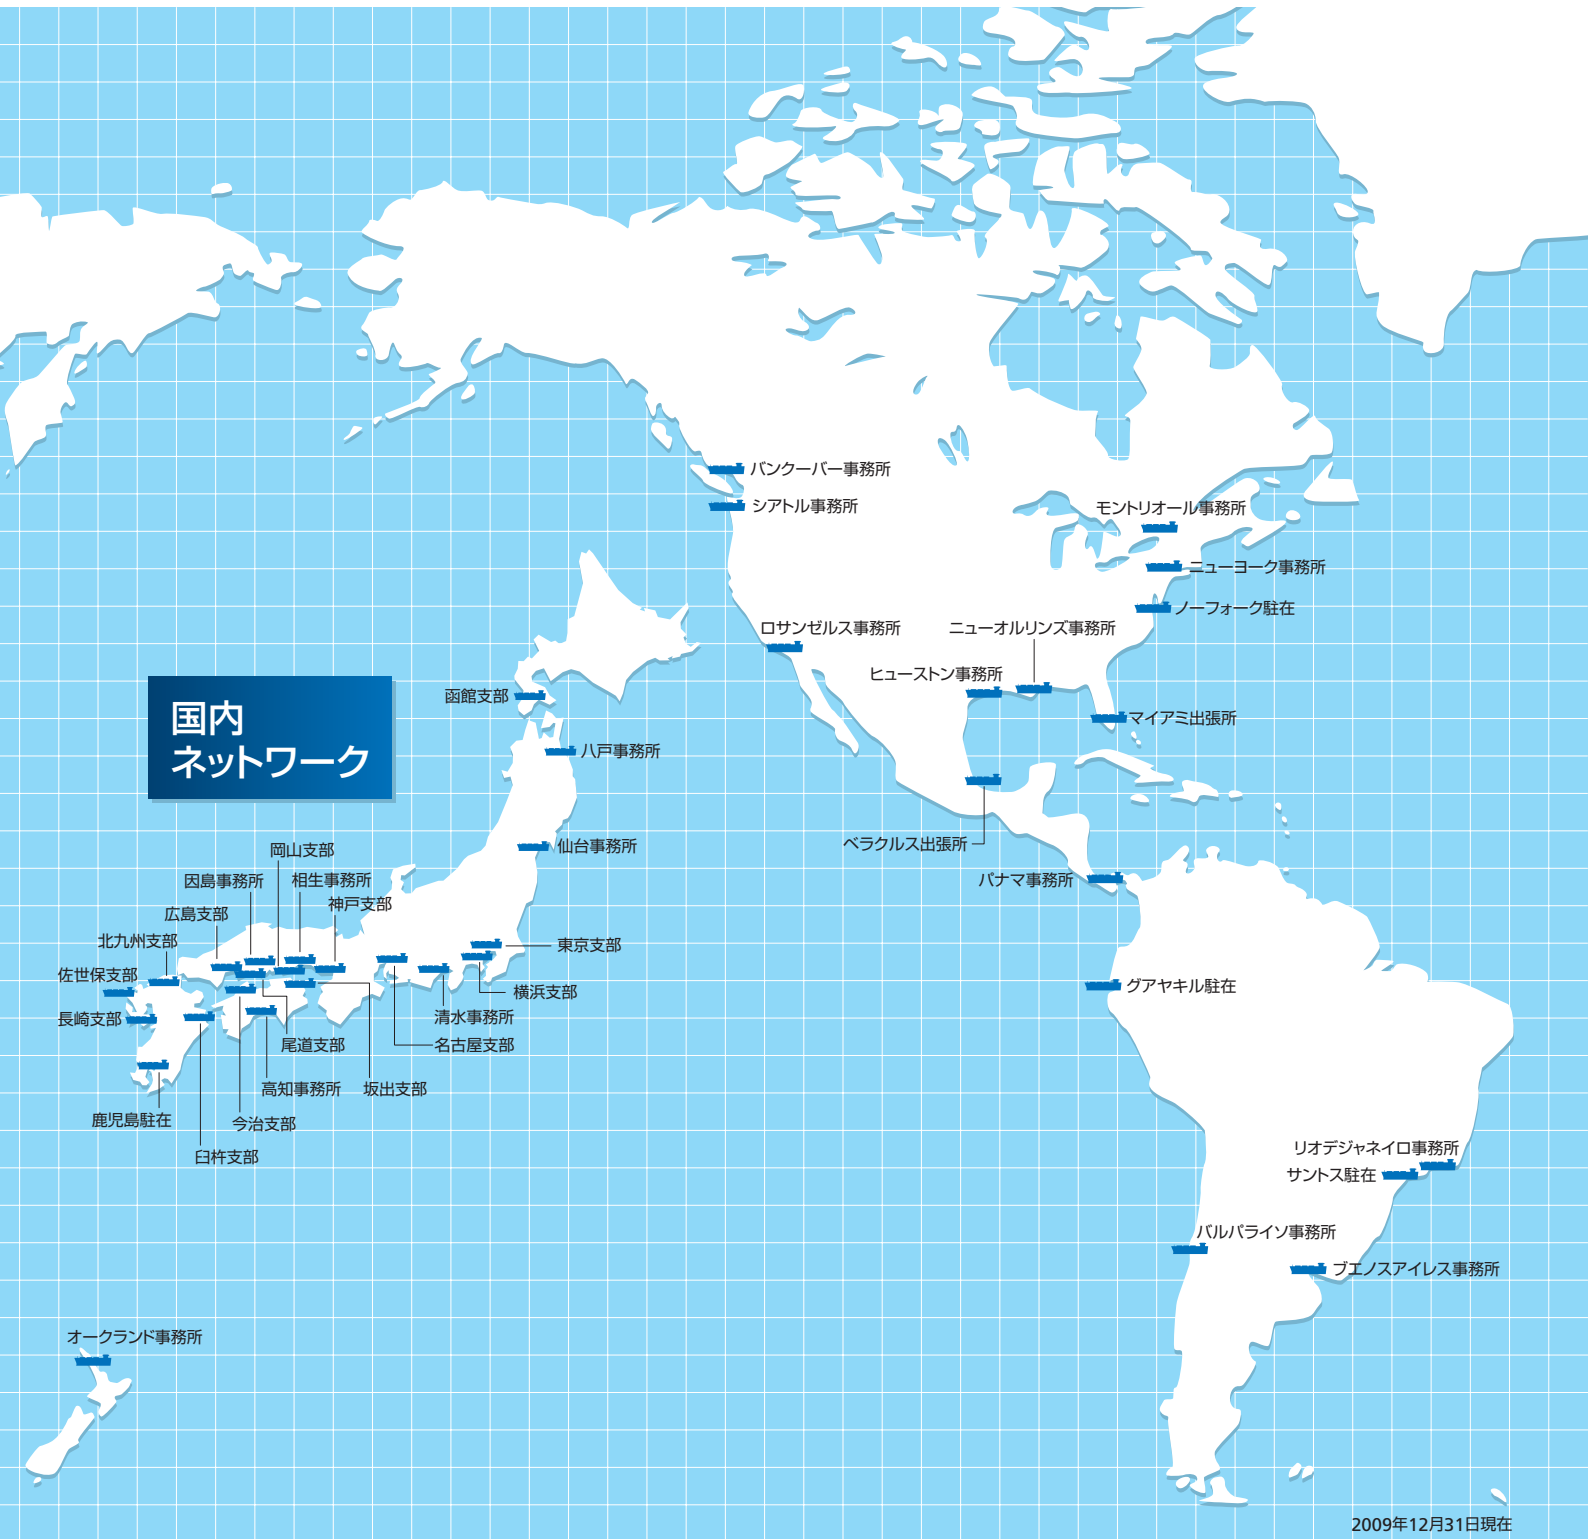 バンクーバー事務所
シアトル事務所
モントリオール事務所
ニューヨーク事務所
ノーフォーク駐在
ロサンゼルス事務所
ニューオルリンズ事務所
ヒューストン事務所
マイアミ出張所
ベラクルス出張所
パナマ事務所
グアヤキル駐在
リオデジャネイロ事務所
サントス駐在
バルパライソ事務所
ブエノスアイレス事務所
国内
ネットワーク
函館支部
八戸事務所
仙台事務所
岡山支部
因島事務所
相生事務所
神戸支部
広島支部
北九州支部
佐世保支部
長崎支部
東京支部
横浜支部
清水事務所
名古屋支部
尾道支部
高知事務所
坂出支部
鹿児島駐在
今治支部
臼杵支部
オークランド事務所
2009年12月31日現在